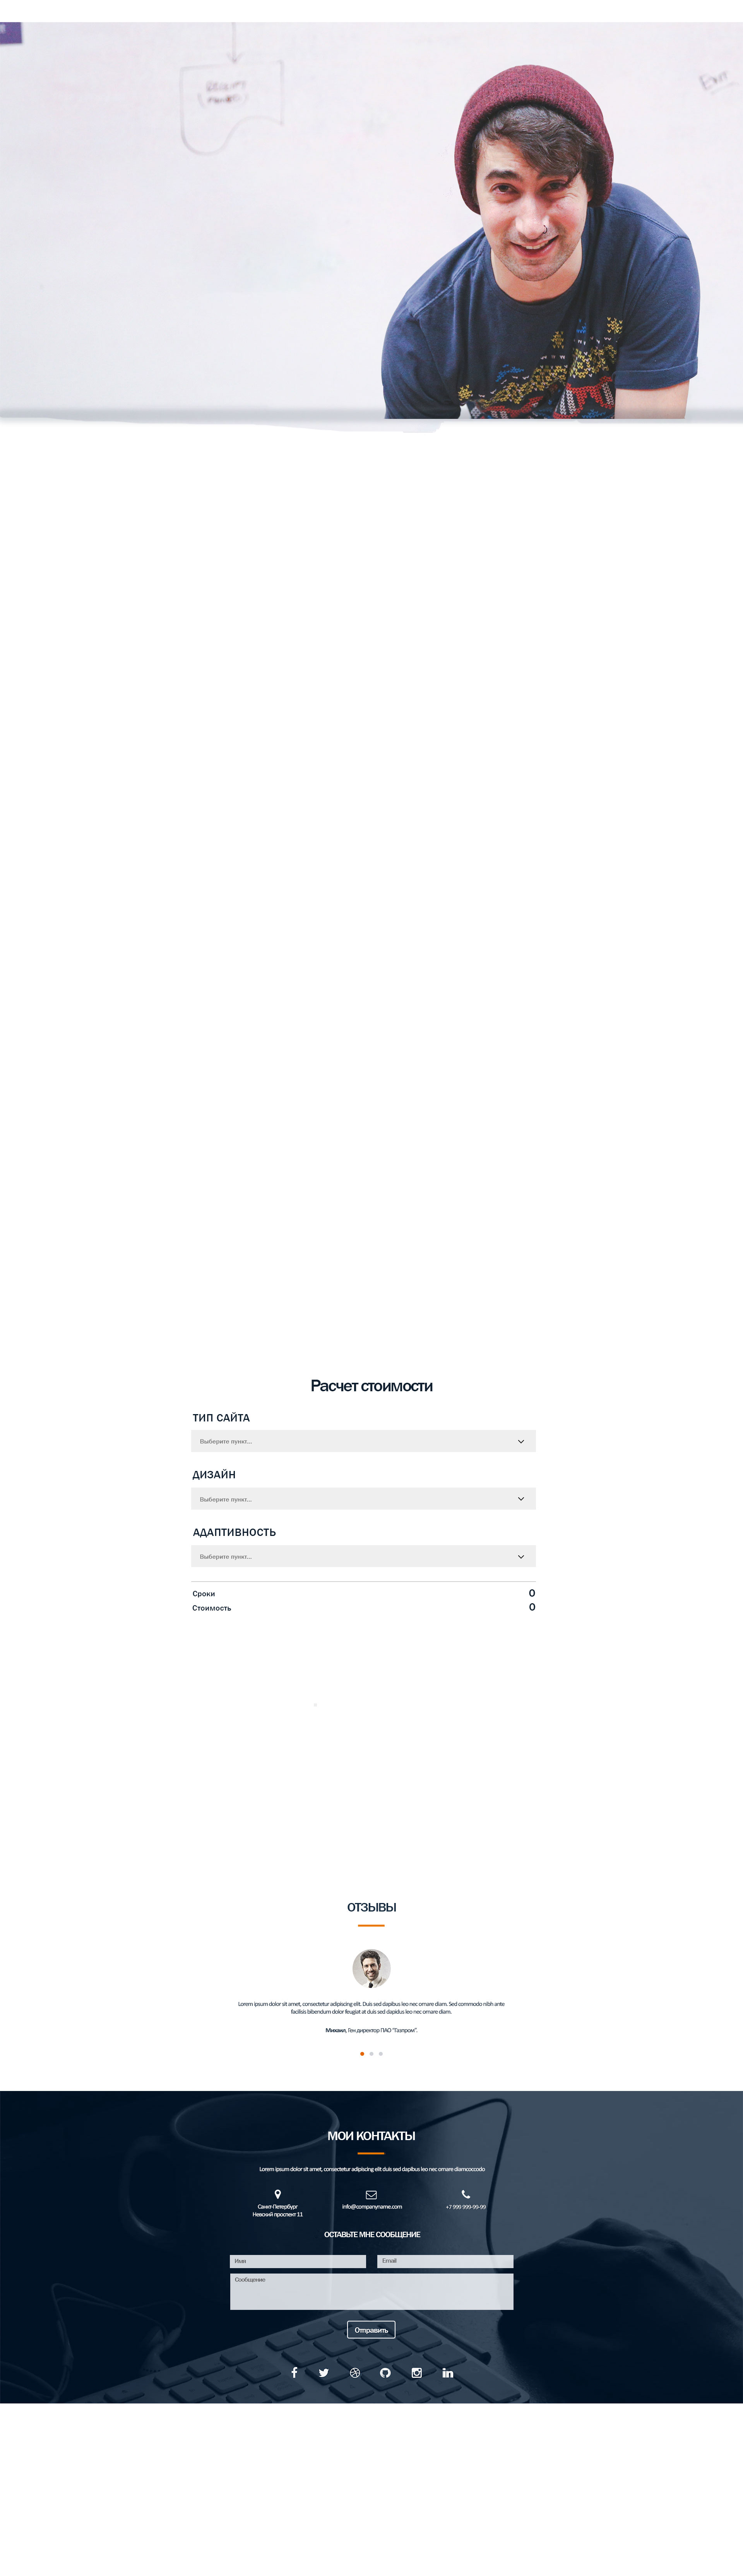 EXIT
Расчет стоимости
ТИП САЙТА
Выберите пункт...
ДИЗАЙН
Выберите пункт...
АДАПТИВНОСТЬ
Выберите пункт...
Сроки 0
Стоимость 0
ОТЗЫВЫ
Lorem ipsum dolor sit amet, consectetur adipiscing elit. Duis sed dapibus leo nec ornare diam. Sed commodo nibh ante
facilisis bibendum dolor feugiat at duis sed dapidus leo nec ornare diam.
Михаил, Ген директор ПАО "Газпром".
МОИ КОНТАКТЫ
Lorem ipsum dolor sit amet, consectetur adipiscing elit duis sed dapibus leo nec ornare diamcoccodo
Санкт-Петербург
Невский проспект 11
info@companyname.com
+7 999 999-99-99
ОСТАВЬТЕ МНЕ СООБЩЕНИЕ
Имя
Email
Сообщение
Отправить